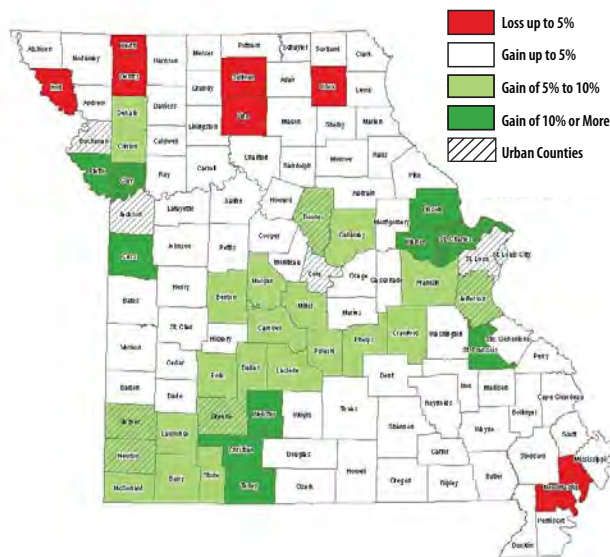 Loss up to 5%
Gain up to 5%
Gain of 5% to 10%
Gain of 10% or More
Urban Counties
Atchison
Nodaway
Worth
Gentry
Harrison
Mercer
Putnam
Schuyler
Scotland
Clark
Holt
Andrew
Grundy
Sullivan
Adair
Knox
Lewis
DeKalb
Daviess
Livingston
Linn
Macon
Shelby
Marion
Buchanan
Clinton
Caldwell
Chariton
Randolph
Monroe
Ralls
Platte
Clay
Ray
Carroll
Pike
Audrain
Jackson
Lafayette
Saline
Howard
Boone
Callaway
Montgomery
Lincoln
Warren
St. Charles
St. Louis
St. Louis City
Cass
Johnson
Pettis
Cooper
Moniteau
Cole
Osage
Gasconade
Franklin
Jefferson
Bates
Henry
Benton
Morgan
Miller
Maries
St. Clair
Hickory
Camden
Pulaski
Phelps
Crawford
Washington
St. Francois
Ste. Genevieve
Perry
Vernon
Cedar
Polk
Dallas
Laclede
Dent
Iron
Madison
Cape Girardeau
Barton
Dade
Greene
Webster
Wright
Texas
Reynolds
Bollinger
Jasper
Lawrence
Christian
Douglas
Shannon
Wayne
Scott
Newton
Stone
Howell
Carter
Stoddard
Mississippi
McDonald
Barry
Taney
Ozark
Oregon
Ripley
Butler
New Madrid
Pemiscot
Dunklin